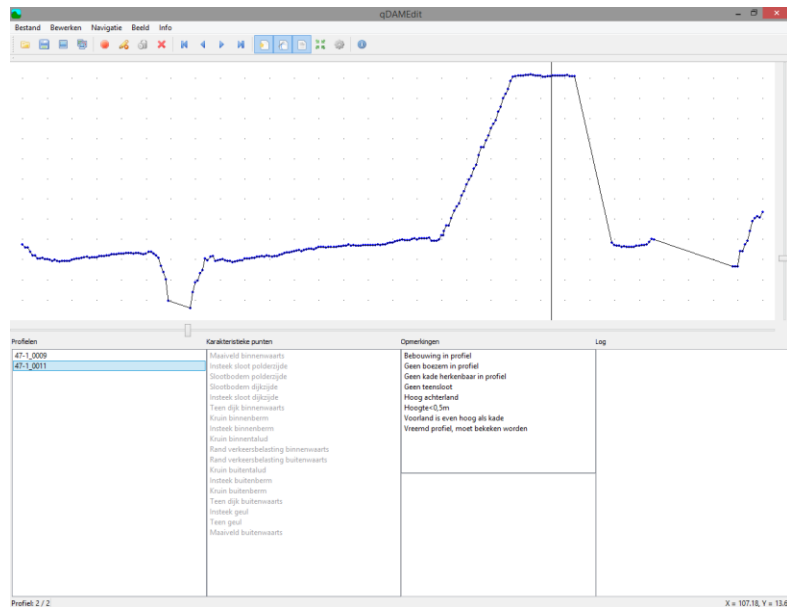 qDAMEdit
Bestand Bewerken Navigatie Beeld Info
Profielen
47-1_0009
47-1_0011
Karakteristieke punten
Maaiveld binnenwaarts
Insteek sloot polderzijde
Slootbodem polderzijde
Slootbodem dijkzijde
Insteek sloot dijkzijde
Teen dijk binnenwaarts
Kruin binnenberm
Insteek binnenberm
Kruin binnentalud
Rand verkeersbelasting binnenwaarts
Rand verkeersbelasting buitenwaarts
Kruin buitentalud
Insteek buitenberm
Kruin buitenberm
Teen dijk buitenwaarts
Insteek geul
Teen geul
Maaiveld buitenwaarts
Opmerkingen
Bebouwing in profiel
Geen boezem in profiel
Geen kade herkenbaar in profiel
Geen teensloot
Hoog achterland
Hoogte<0,5m
Voorland is even hoog als kade
Vreemd profiel, moet bekeken worden
Log
Profiel: 2 / 2
X = 107.18, Y = 13.6